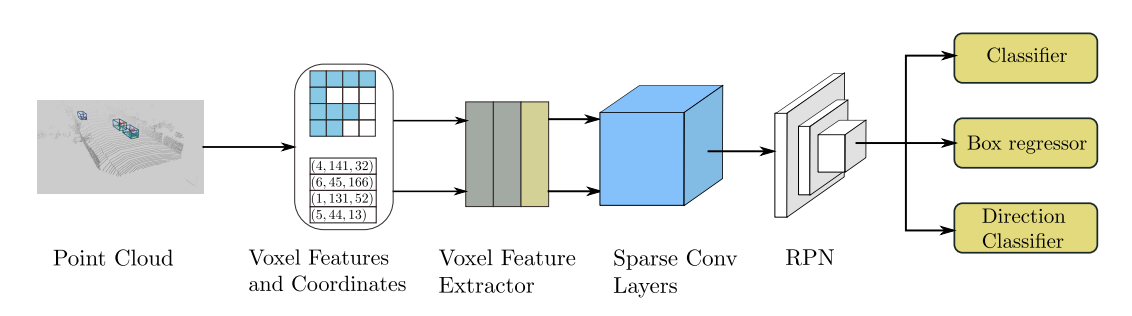 (4, 141, 32)
(6, 45, 166)
(1, 131, 52)
(5, 44, 13)
Point Cloud
Voxel Features
and Coordinates
Voxel Feature
Extractor
Sparse Conv
Layers
RPN
Classifier
Box regressor
Direction
Classifier